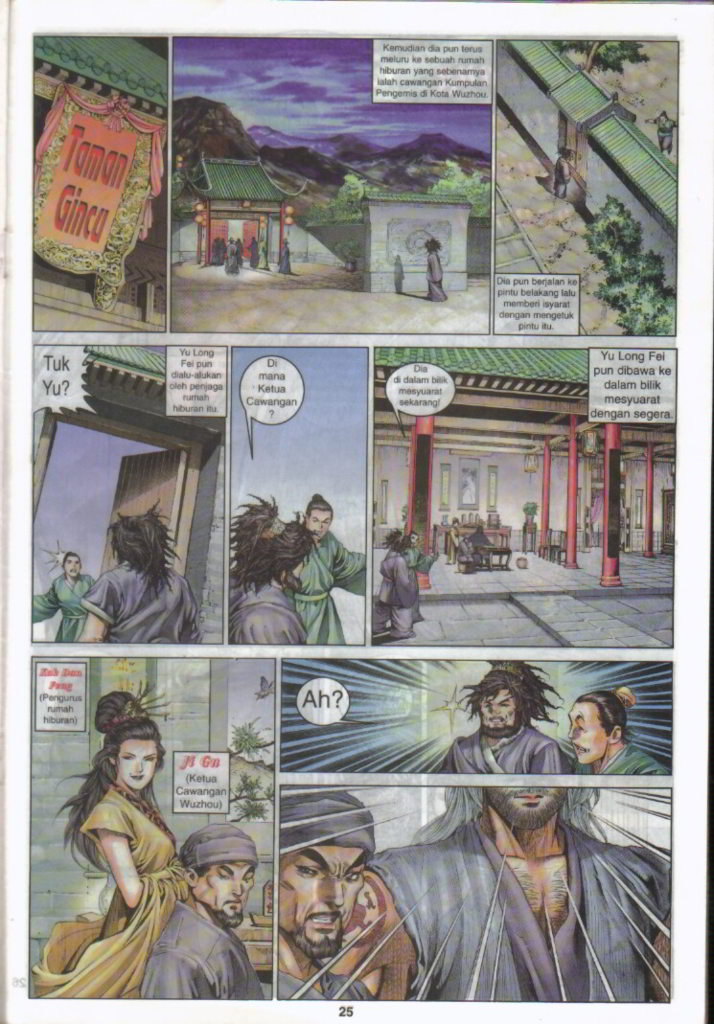 Taman
Gincu
Kemudian dia pun terus
meluru ke sebuah rumah
hiburan yang sebenarnya
ialah cawangan Kumpulan
Pengemis di Kota Wuzhou.
Dia pun berjalan ke
pintu belakang lalu
memberi isyarat
dengan mengetuk
pintu itu.
Tuk
Yu?
Yu Long
Fei pun
dialu-alukan
oleh penjaga
rumah
hiburan itu.
Di
mana
Ketua
Cawangan
?
Dia
di dalam bilik
mesyuarat
sekarang!
Yu Long Fei
pun dibawa ke
dalam bilik
mesyuarat
dengan segera.
(Pengurus
rumah
hiburan)
Ji Gu
(Ketua
Cawangan
Wuzhou)
Ah?
25
26